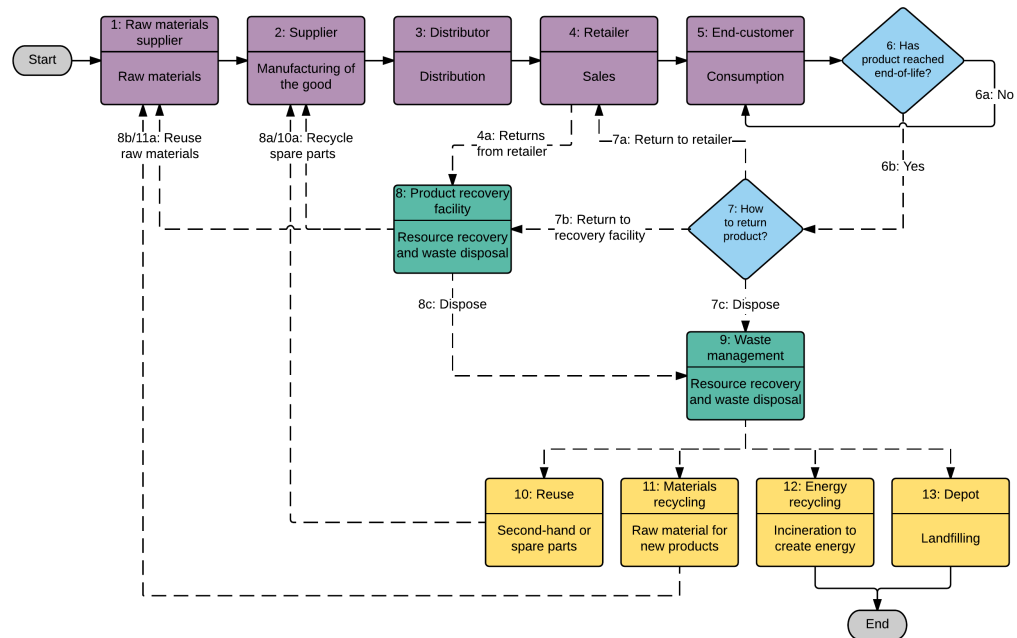 Start
1: Raw materials
supplier
Raw materials
2: Supplier
Manufacturing of
the good
3: Distributor
Distribution
4: Retailer
Sales
5: End-customer
Consumption
6: Has
product reached
end-of-life?
6a: No
8b/11a: Reuse
raw materials
8a/10a: Recycle
spare parts
4a: Returns
from retailer
7a: Return to retailer
6b: Yes
8: Product recovery
facility
Resource recovery
and waste disposal
7b: Return to
recovery facility
7: How
to return
product?
8c: Dispose
7c: Dispose
9: Waste
management
Resource recovery
and waste disposal
10: Reuse
Second-hand or
spare parts
11: Materials
recycling
Raw material for
new products
12: Energy
recycling
Incineration to
create energy
13: Depot
Landfilling
End